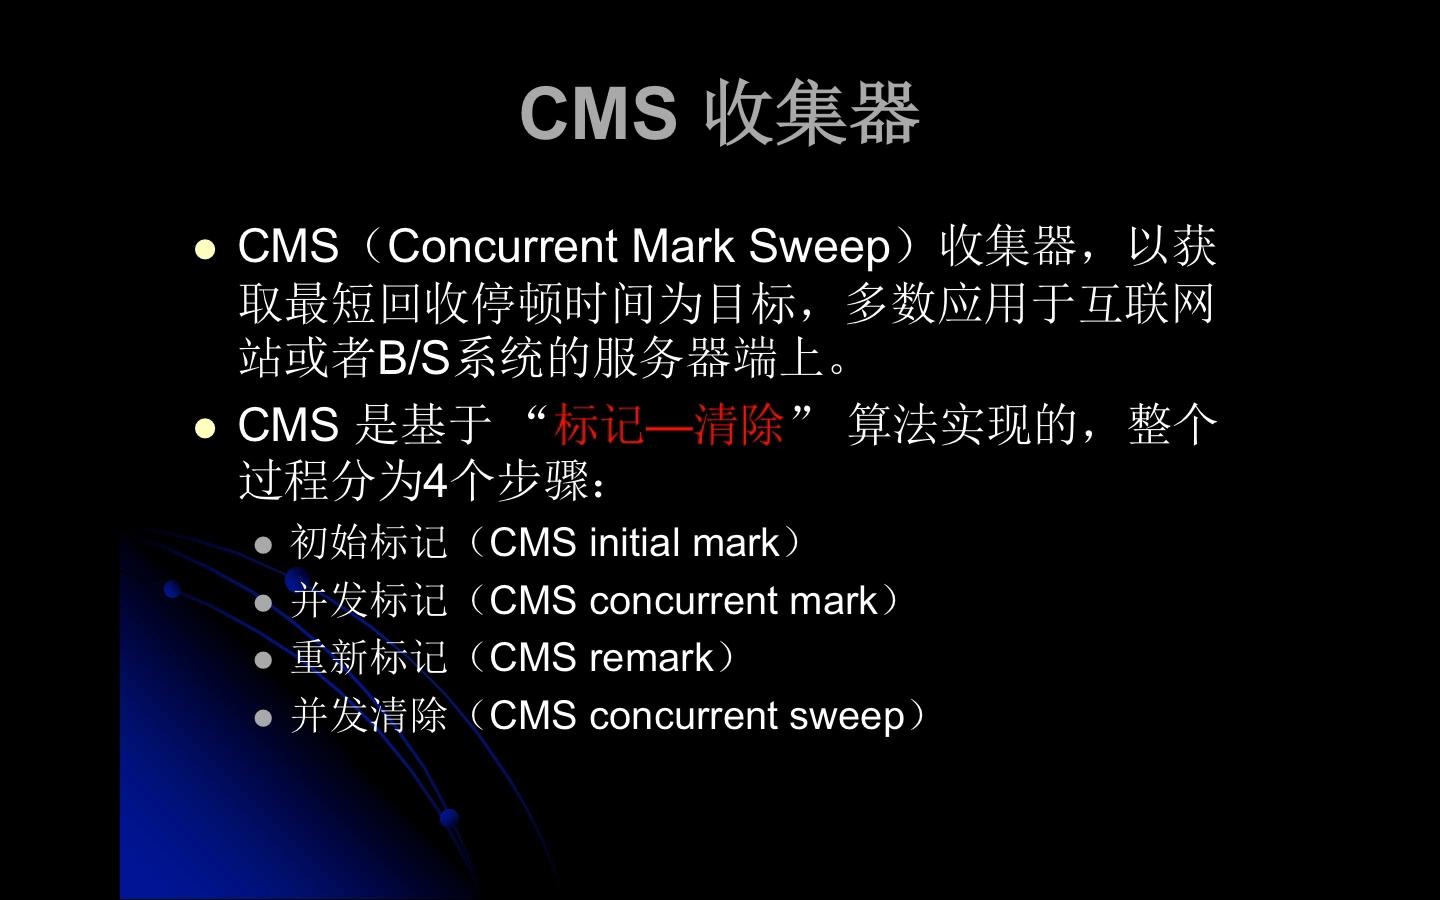 CMS 收集器
CMS（Concurrent Mark Sweep）收集器，以获
取最短回收停顿时间为目标，多数应用于互联网
站或者B/S系统的服务器端上。
CMS 是基于 “标记—清除” 算法实现的，整个
过程分为4个步骤：
初始标记（CMS initial mark）
并发标记（CMS concurrent mark）
重新标记（CMS remark）
并发清除（CMS concurrent sweep）